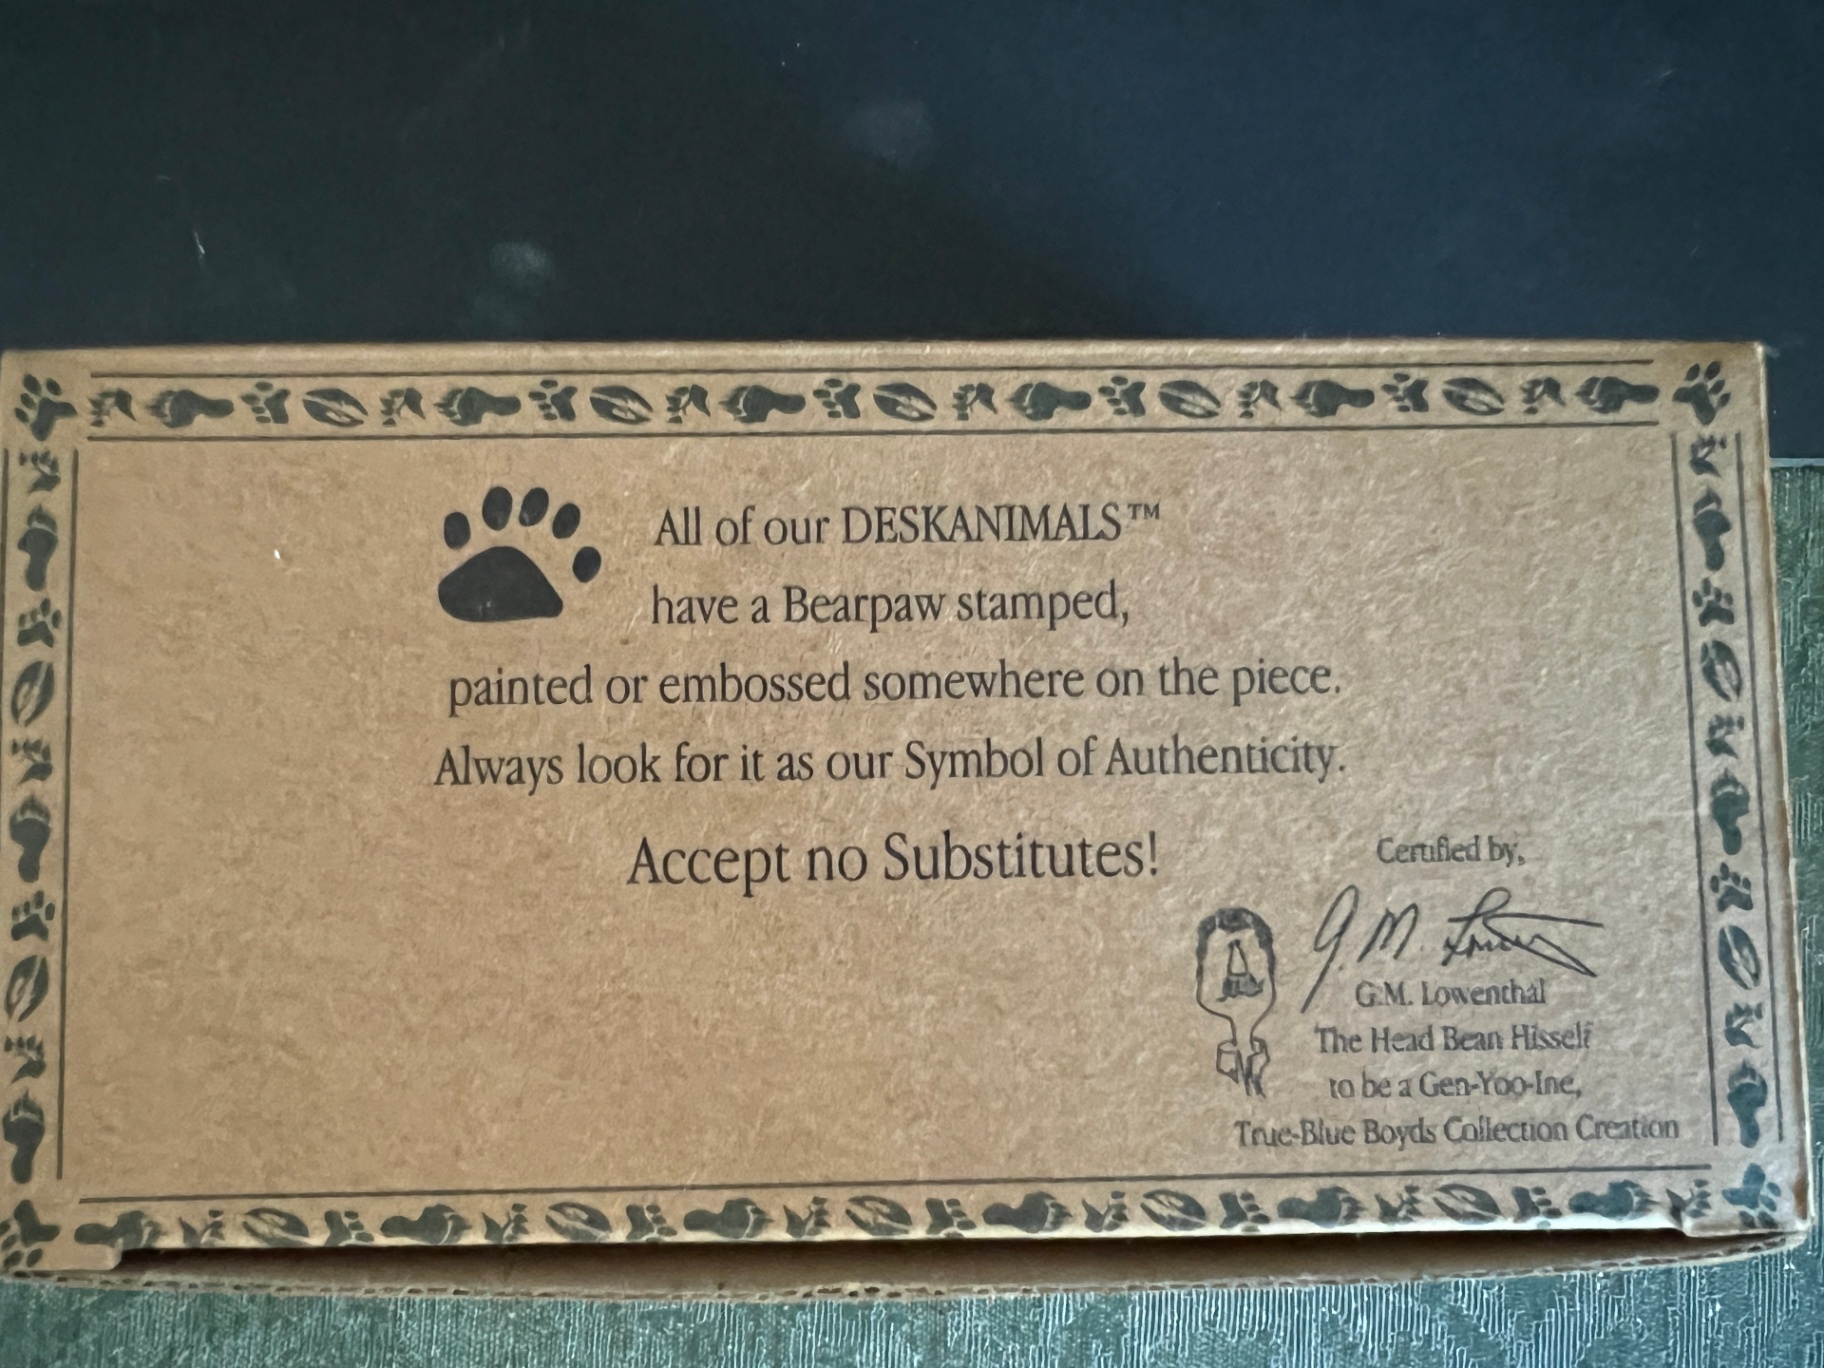 All of our DESKANIMALS™
have a Bearpaw stamped,
painted or embossed somewhere on the piece.
Always look for it as our Symbol of Authenticity.
Accept no Substitutes!
Certified by,
G.M. Lowenthal
The Head Bean Hisself
to be a Gen-Yoo-Ine,
True-Blue Boyds Collection Creation